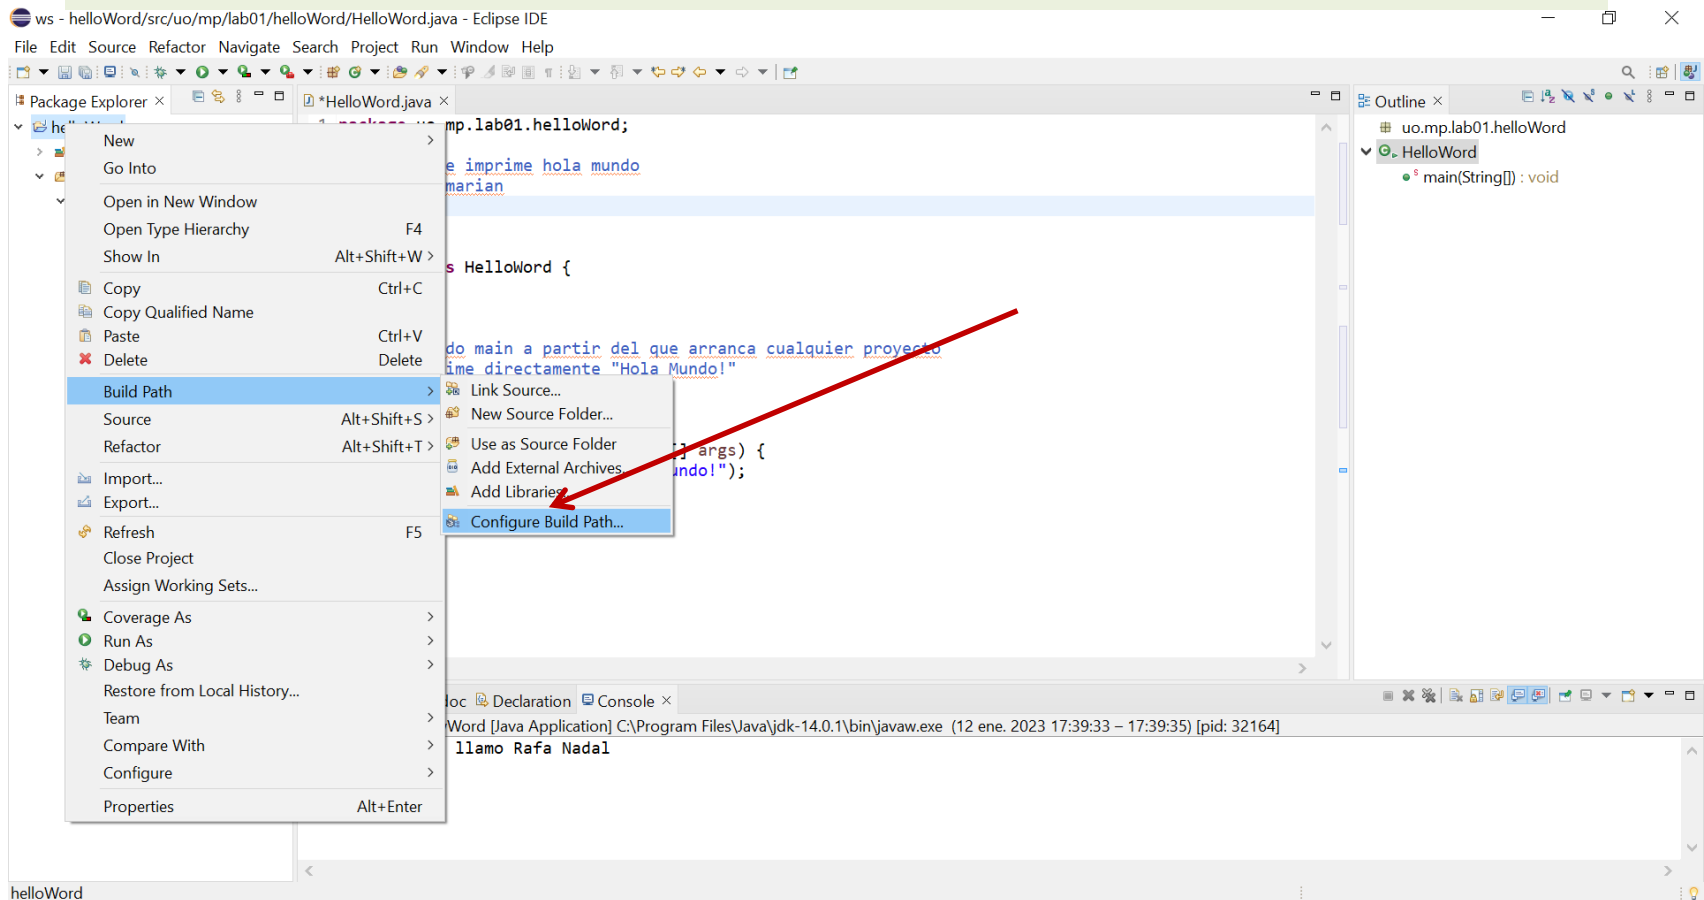 ws - helloWord/src/uo/mp/lab01/helloWord/HelloWord.java - Eclipse IDE
File Edit Source Refactor Navigate Search Project Run Window Help
Package Explorer
*HelloWord.java
mp.lab01.helloWord;
e imprime hola mundo
marian
s HelloWord {
do main a partir del que arranca cualquier proyecto
ime directamente "Hola Mundo!"
[] args) {
undo!");
New
Go Into
Open in New Window
Open Type Hierarchy F4
Show In Alt+Shift+W
Copy Ctrl+C
Copy Qualified Name
Paste Ctrl+V
Delete Delete
Build Path
Source Alt+Shift+S
Refactor Alt+Shift+T
Import...
Export...
Refresh F5
Close Project
Assign Working Sets...
Coverage As
Run As
Debug As
Restore from Local History...
Team
Compare With
Configure
Properties Alt+Enter
Link Source...
New Source Folder...
Use as Source Folder
Add External Archives...
Add Libraries...
Configure Build Path...
Outline
uo.mp.lab01.helloWord
HelloWord
main(String[]) : void
oc Declaration Console
Word [Java Application] C:\Program Files\Java\jdk-14.0.1\bin\javaw.exe (12 ene. 2023 17:39:33 – 17:39:35) [pid: 32164]
llamo Rafa Nadal
helloWord